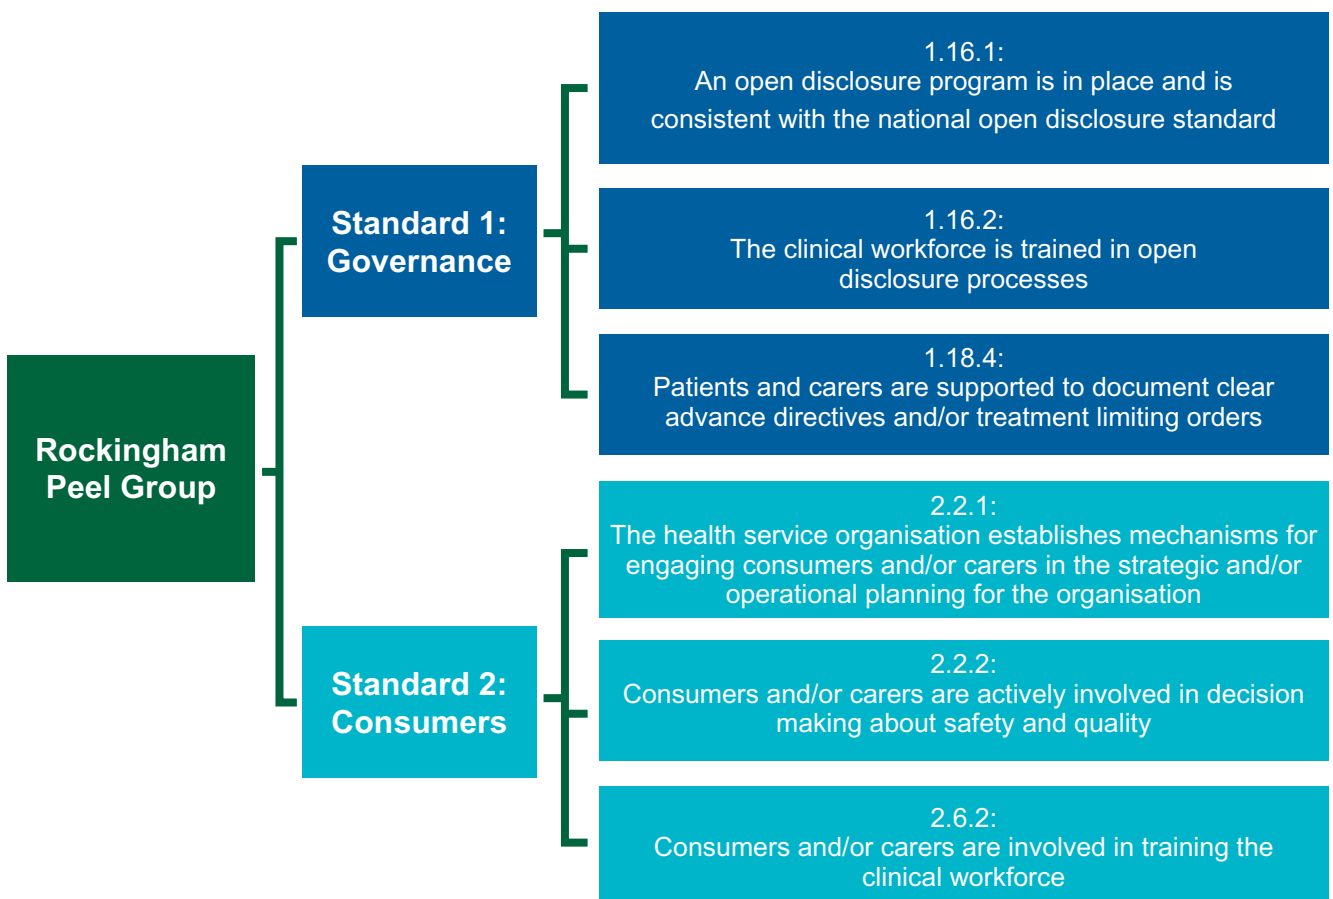 Rockingham
Peel Group
Standard 1:
Governance
1.16.1:
An open disclosure program is in place and is
consistent with the national open disclosure standard
1.16.2:
The clinical workforce is trained in open
disclosure processes
1.18.4:
Patients and carers are supported to document clear
advance directives and/or treatment limiting orders
Standard 2:
Consumers
2.2.1:
The health service organisation establishes mechanisms for
engaging consumers and/or carers in the strategic and/or
operational planning for the organisation
2.2.2:
Consumers and/or carers are actively involved in decision
making about safety and quality
2.6.2:
Consumers and/or carers are involved in training the
clinical workforce